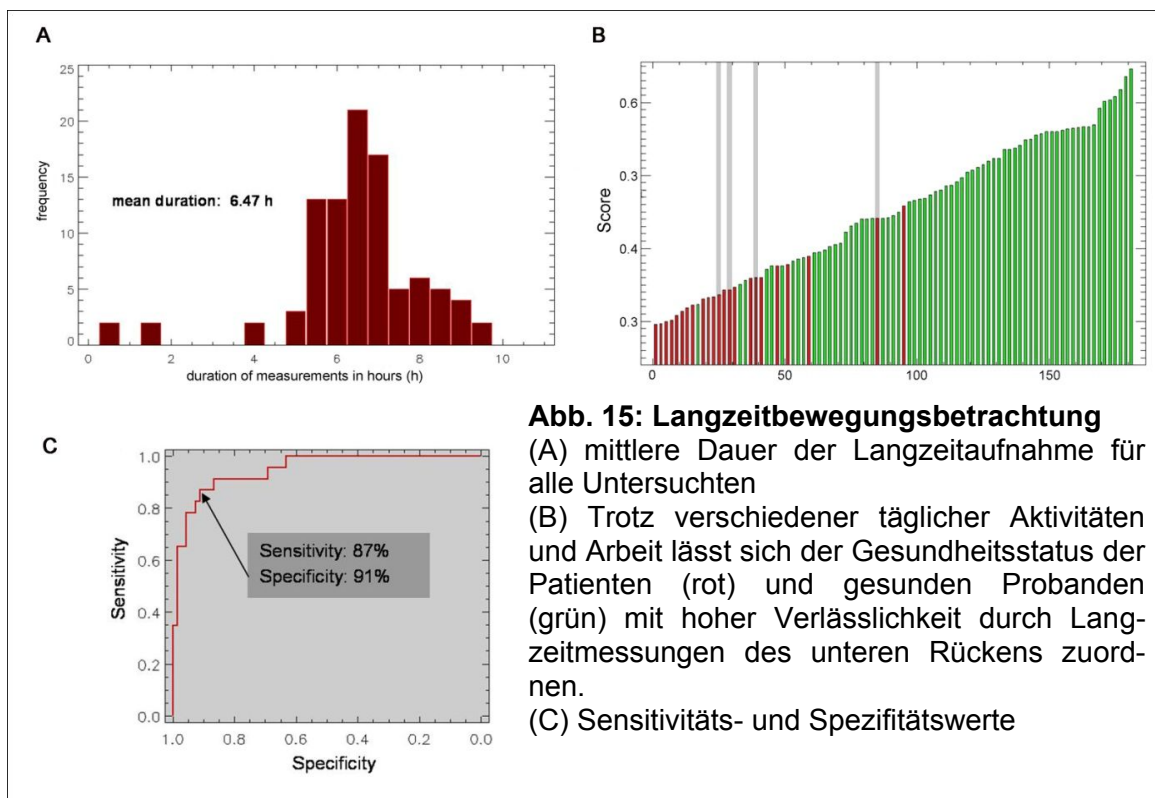 A
25
20
15
10
5
0
frequency
mean duration: 6.47 h
0 2 4 6 8 10
duration of measurements in hours (h)
B
0.6
0.3
0.4
0.3
Score
0 50 100 150
C
1.0
0.8
0.6
0.4
0.2
0.0
Sensitivity
Sensitivity: 87%
Specificity: 91%
1.0 0.8 0.6 0.4 0.2 0.0
Specificity
Abb. 15: Langzeitbewegungsbetrachtung
(A) mittlere Dauer der Langzeitaufnahme für
alle Untersuchten
(B) Trotz verschiedener täglicher Aktivitäten
und Arbeit lässt sich der Gesundheitsstatus der
Patienten (rot) und gesunden Probanden
(grün) mit hoher Verlässlichkeit durch Lang-
zeitmessungen des unteren Rückens zuord-
nen.
(C) Sensitivitäts- und Spezifitätswerte